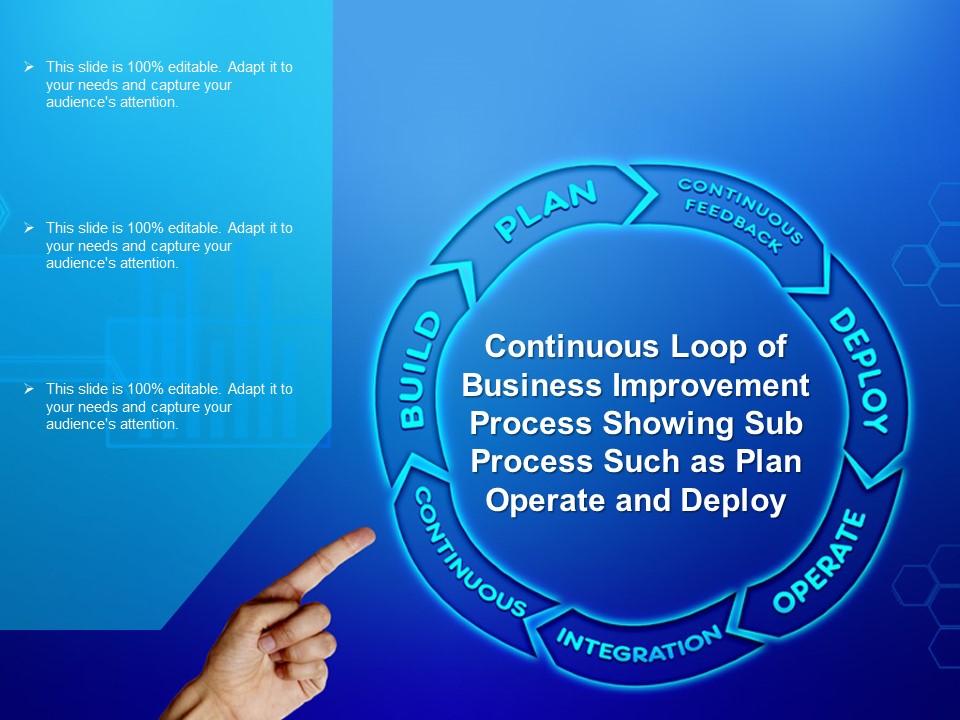 ➢ This slide is 100% editable. Adapt it to
your needs and capture your
audience's attention.
➢ This slide is 100% editable. Adapt it to
your needs and capture your
audience's attention.
➢ This slide is 100% editable. Adapt it to
your needs and capture your
audience's attention.
PLAN
CONTINUOUS
FEEDBACK
DEPLOY
OPERATE
INTEGRATION
CONTINUOUS
BUILD
Continuous Loop of
Business Improvement
Process Showing Sub
Process Such as Plan
Operate and Deploy